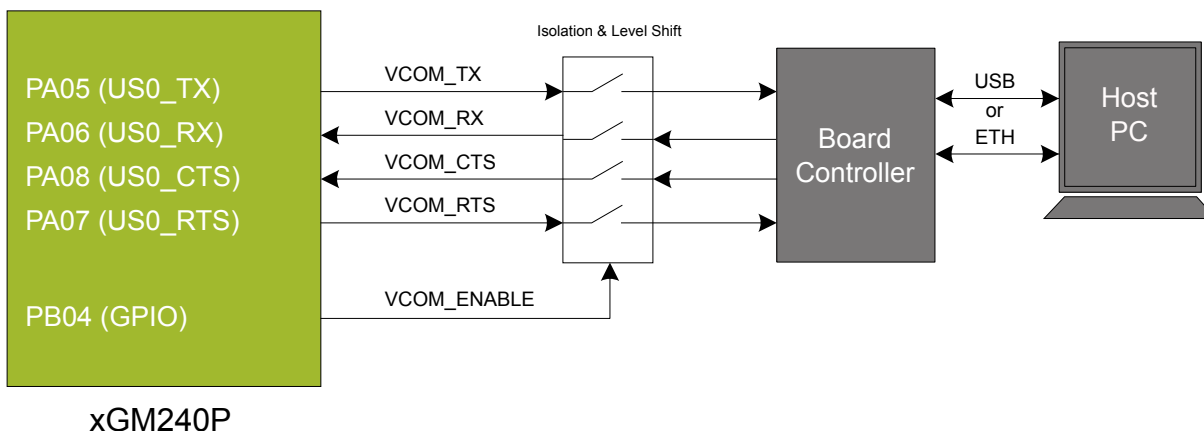 Isolation & Level Shift
PA05 (US0_TX)
PA06 (US0_RX)
PA08 (US0_CTS)
PA07 (US0_RTS)
PB04 (GPIO)
VCOM_TX
VCOM_RX
VCOM_CTS
VCOM_RTS
VCOM_ENABLE
Board
Controller
USB
or
ETH
Host
PC
xGM240P